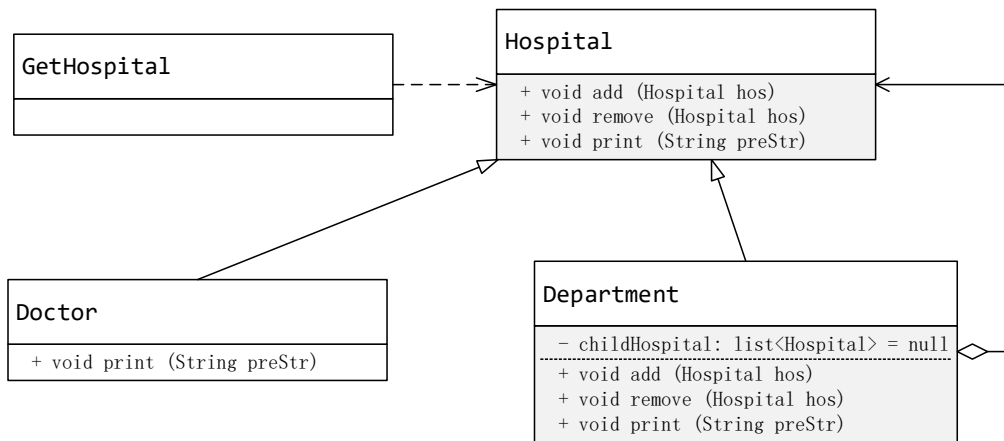 GetHospital
Hospital
+ void add (Hospital hos)
+ void remove (Hospital hos)
+ void print (String preStr)
Doctor
+ void print (String preStr)
Department
- childHospital: list<Hospital> = null
+ void add (Hospital hos)
+ void remove (Hospital hos)
+ void print (String preStr)